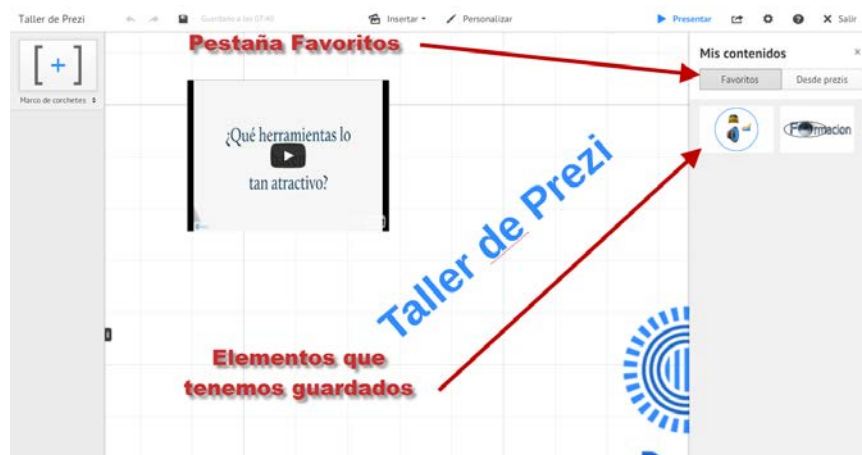 Taller de Prezi
Guardado a las 07:40
Insertar
Personalizar
Presentar
Salir
Pestaña Favoritos
Mis contenidos
Favoritos
Desde prezis
Marco de corchetes
¿Qué herramientas lo
tan atractivo?
Formacion
Taller de Prezi
Elementos que
tenemos guardados